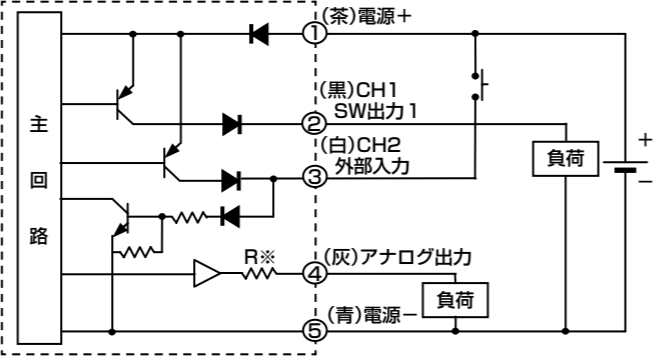 主回路
①
(茶)電源＋
(黒)CH1
SW出力1
②
(白)CH2
外部入力
③
負荷
＋
－
R※
(灰)アナログ出力
④
負荷
⑤
(青)電源－